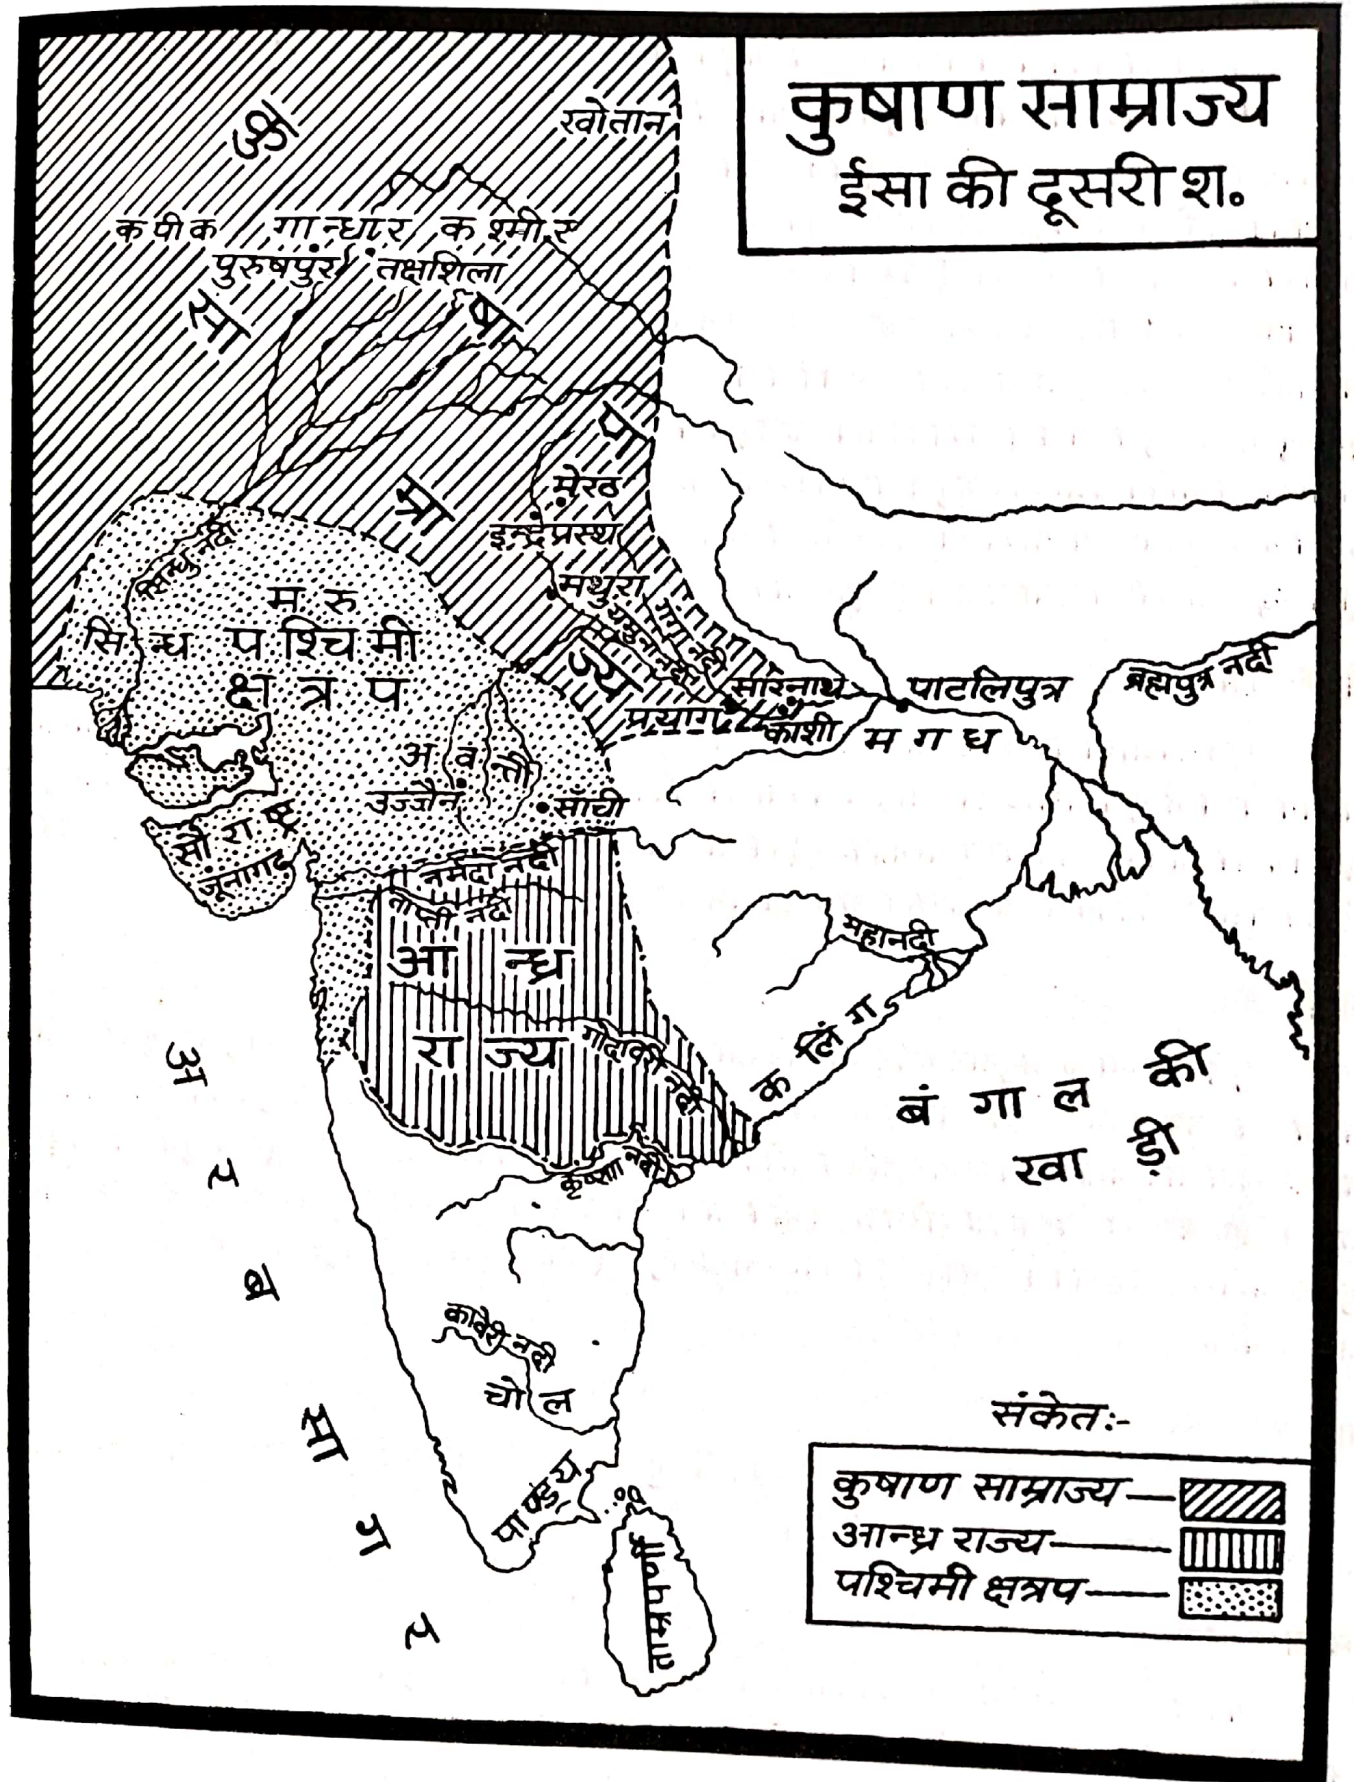 कुषाण साम्राज्य
ईसा की दूसरी श.
खोतान
कु षा ण
सा म्रा ज्य
कपीक गान्धार कश्मीर
पुरुषपुर तक्षशिला
मेरठ
इन्द्रप्रस्थ
मथुरा
यमुना नदी
गंगा नदी
सिन्धु नदी
मरु
सिन्ध पश्चिमी
क्षत्रप
सारनाथ
पाटलिपुत्र
ब्रह्मपुत्र नदी
प्रयाग
काशी
मगध
अवन्ती
उज्जैन
साँची
सौराष्ट्र
जूनागढ़
नर्मदा नदी
ताप्ती नदी
महानदी
आन्ध्र
राज्य
गोदावरी नदी
कलिंग
कृष्णा नदी
बंगाल की
खाड़ी
अरब सागर
कावेरी नदी
चोल
पाण्ड्य
ताम्रपर्णी
संकेत:-
कुषाण साम्राज्य
आन्ध्र राज्य
पश्चिमी क्षत्रप